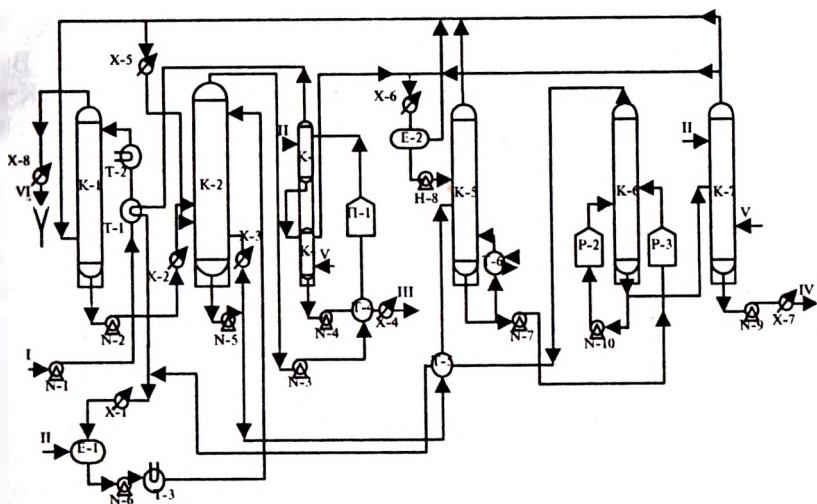 X-5
X-6
II
E-2
X-8
VI
T-2
T-1
K-1
K-2
X-2
X-3
K-
K-
V
П-1
H-8
K-5
II
K-6
K-7
V
P-2
P-3
T-6
III
X-4
N-2
N-5
N-4
N-7
N-10
N-9
IV
X-7
I
N-1
N-3
X-1
II
E-1
N-6
T-3